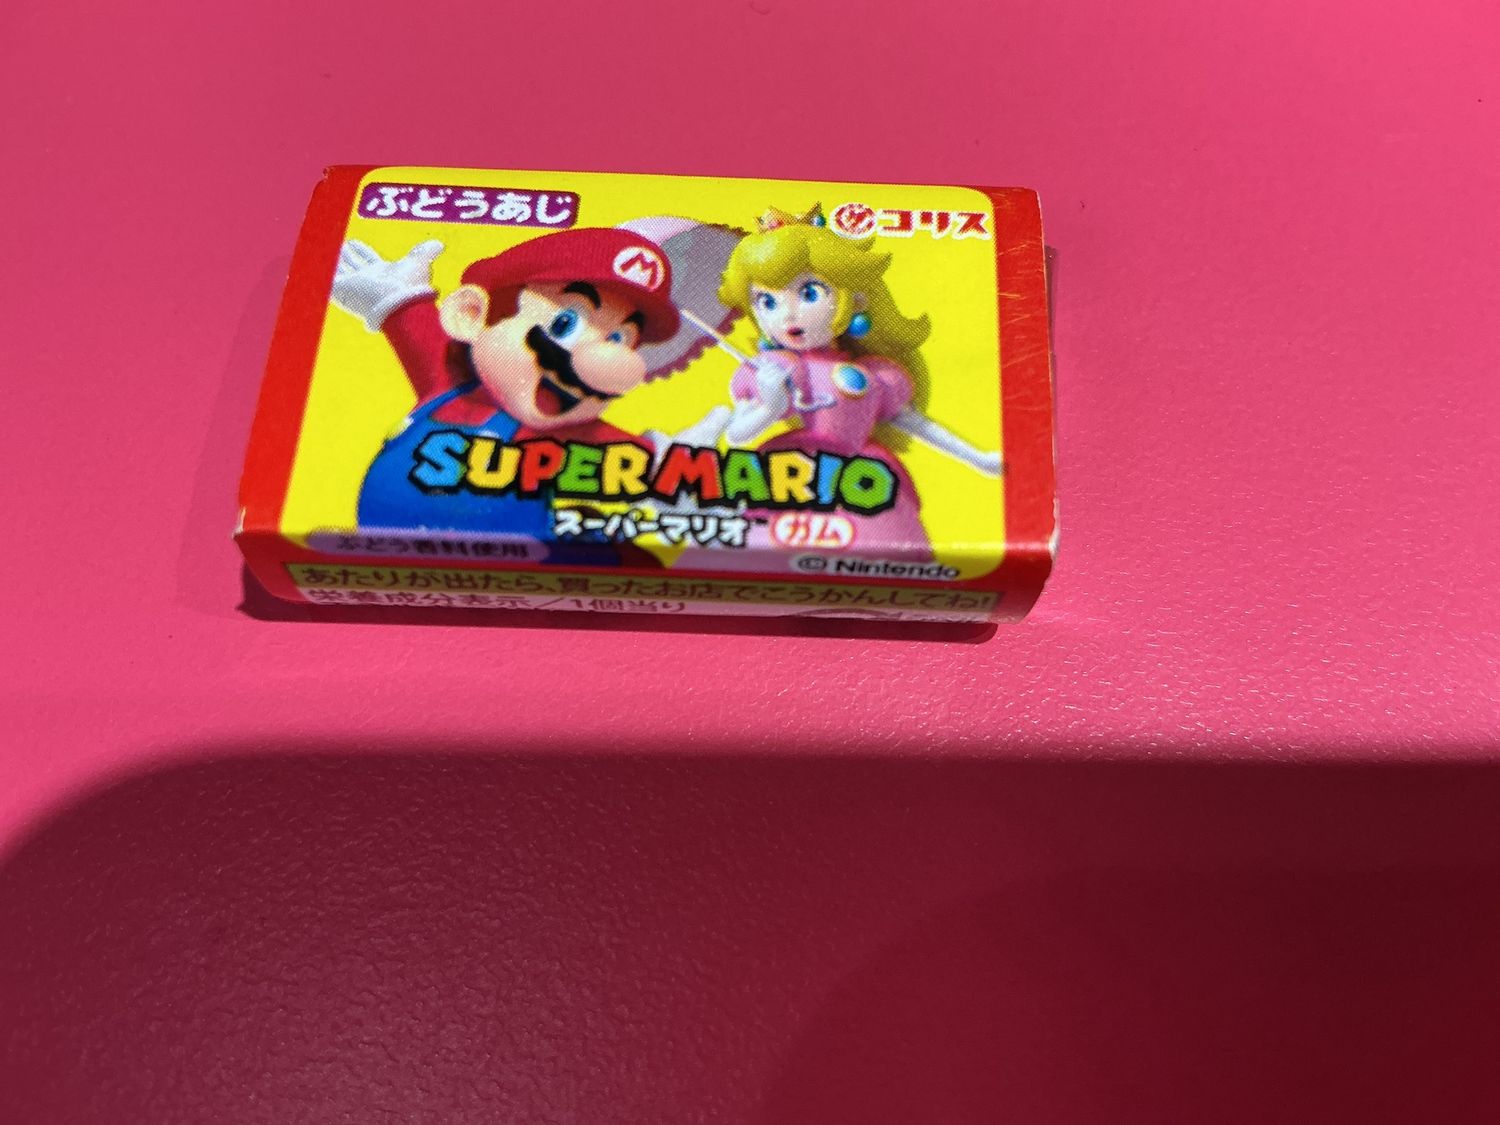 ぶどうあじ
コリス
M
SUPER MARIO
スーパーマリオ™ ガム
ぶどう香料使用
© Nintendo
あたりが出たら、買ったお店でこうかんしてね!
栄養成分表示/1個当り